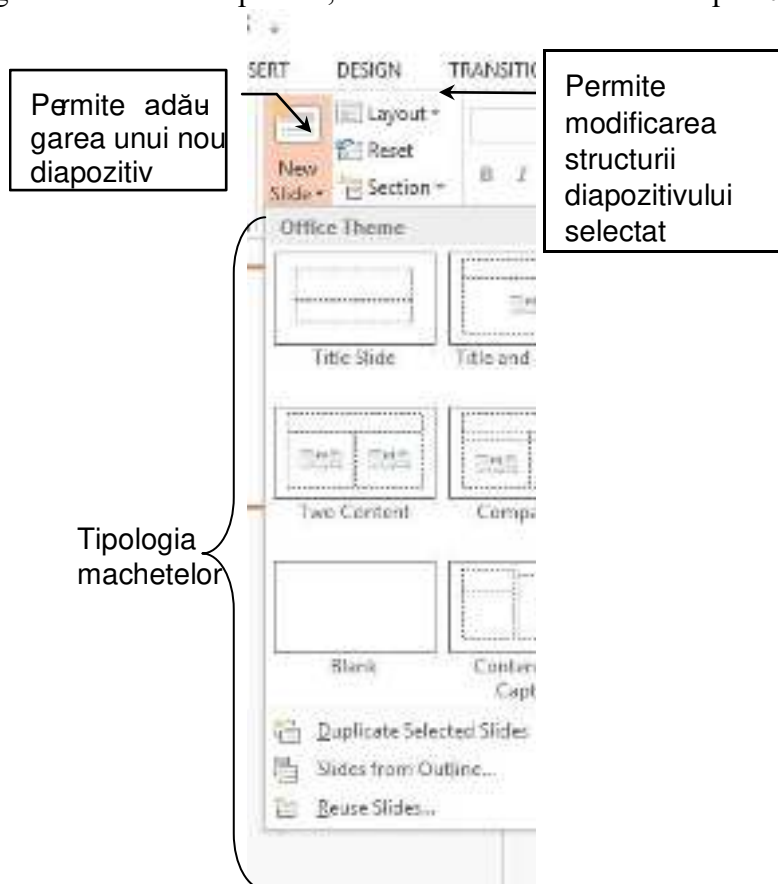 SERT DESIGN TRANSITIO
Permite adău
garea unui nou
diapozitiv
Permite
modificarea
structurii
diapozitivului
selectat
Layout
Reset
Section
New
Slide
B I
Office Theme
Title Slide
Title and
Two Content
Compa
Tipologia
machetelor
Blank
Conten
Capt
Duplicate Selected Slides
Slides from Outline...
Reuse Slides...